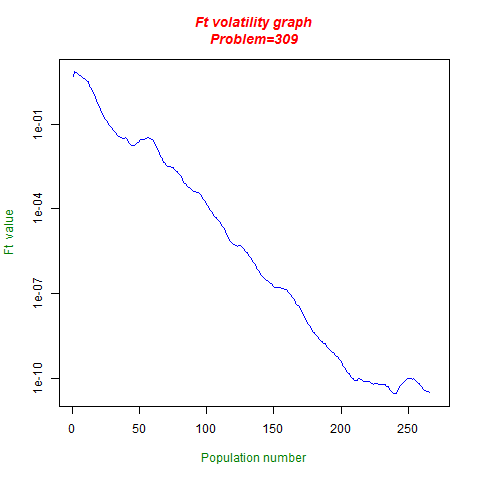 Ft volatility graph
Problem=309
1e-01
1e-04
1e-07
1e-10
Ft value
0 50 100 150 200 250
Population number